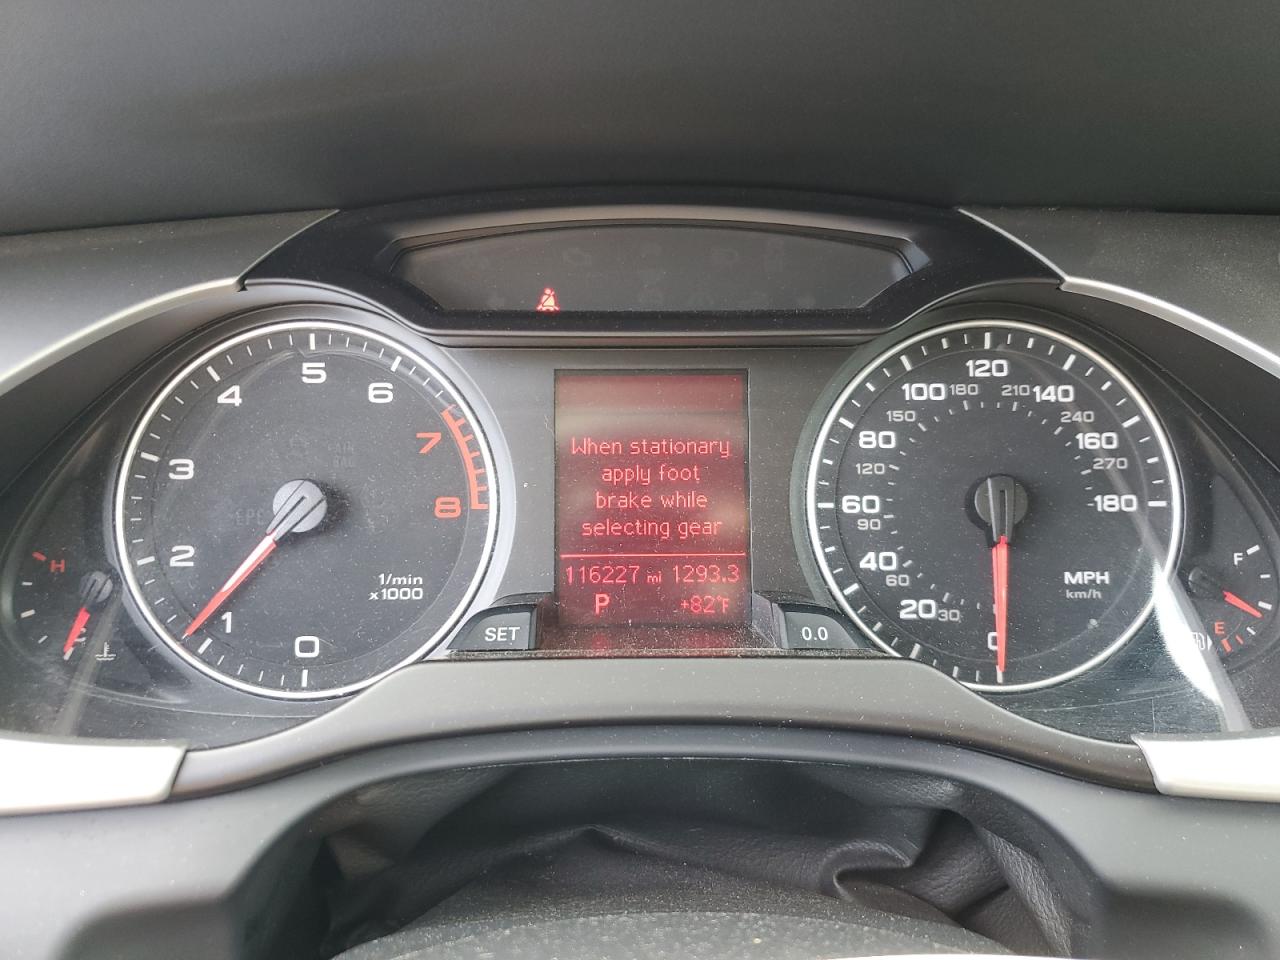 5
4
6
3
7
2
8
1
0
1/min
x1000
H
C
When stationary
apply foot
brake while
selecting gear
116227 mi 1293.3
P +82°F
SET
0.0
120
100 180 210 140
150 240
80 160
120 270
60 180
90
40
60
20 30
0
MPH
km/h
F
E